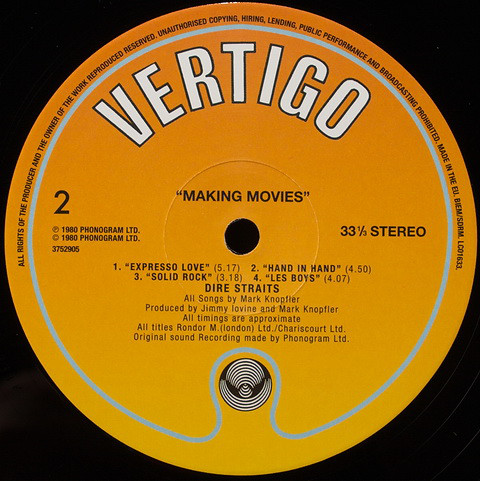 ALL RIGHTS OF THE PRODUCER AND THE OWNER OF THE WORK REPRODUCED RESERVED. UNAUTHORISED COPYING, HIRING, LENDING, PUBLIC PERFORMANCE AND BROADCASTING PROHIBITED. MADE IN THE EU. BIEM/SDRM. LC01633.
VERTIGO
"MAKING MOVIES"
2
33 ⅓ STEREO
℗ 1980 PHONOGRAM LTD.
© 1980 PHONOGRAM LTD.
3752905
1. "EXPRESSO LOVE" (5.17) 2. "HAND IN HAND" (4.50)
3. "SOLID ROCK" (3.18) 4. "LES BOYS" (4.07)
DIRE STRAITS
All Songs by Mark Knopfler
Produced by Jimmy Iovine and Mark Knopfler
All timings are approximate
All titles Rondor M.(london) Ltd./Chariscourt Ltd.
Original sound Recording made by Phonogram Ltd.